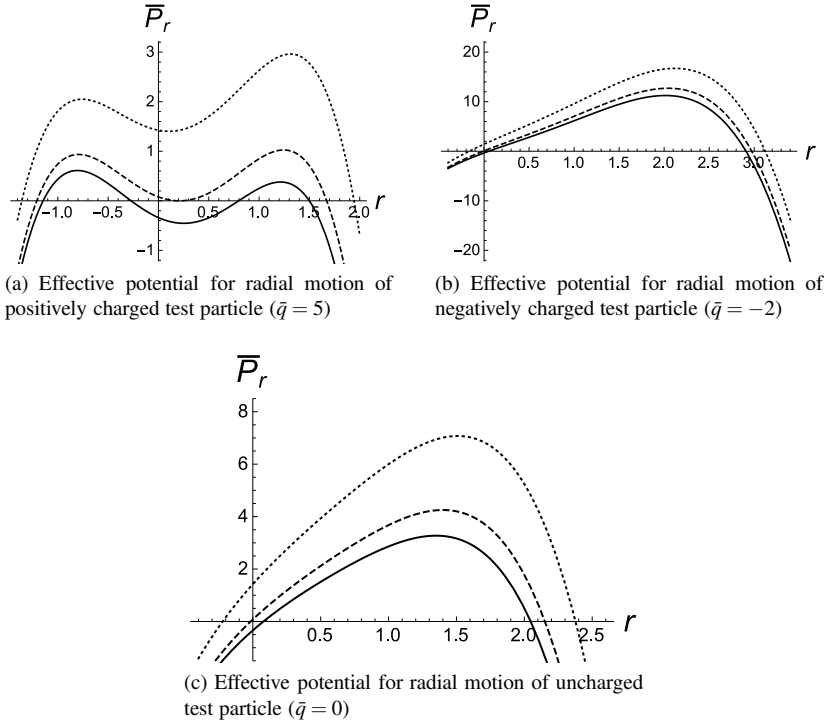 P̅_r
3
2
1
−1
−1.0
−0.5
0.5
1.0
1.5
2.0
r
(a) Effective potential for radial motion of
positively charged test particle (q̄ = 5)
P̅_r
20
10
−10
−20
0.5
1.0
1.5
2.0
2.5
3.0
r
(b) Effective potential for radial motion of
negatively charged test particle (q̄ = −2)
P̅_r
8
6
4
2
0.5
1.0
1.5
2.0
2.5
r
(c) Effective potential for radial motion of uncharged
test particle (q̄ = 0)